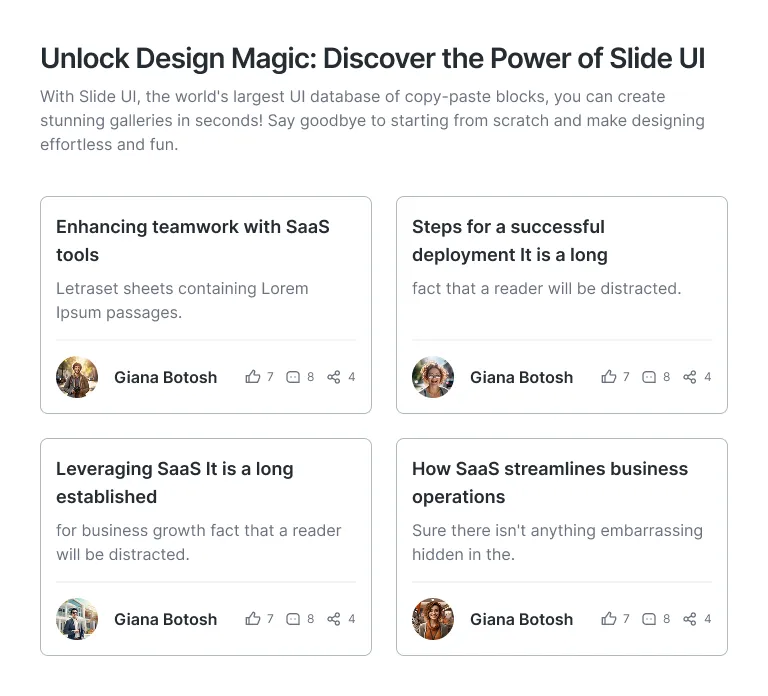 Unlock Design Magic: Discover the Power of Slide UI
With Slide UI, the world's largest UI database of copy-paste blocks, you can create
stunning galleries in seconds! Say goodbye to starting from scratch and make designing
effortless and fun.
Enhancing teamwork with SaaS
tools
Letraset sheets containing Lorem
Ipsum passages.
Giana Botosh 7 8 4
Steps for a successful
deployment It is a long
fact that a reader will be distracted.
Giana Botosh 7 8 4
Leveraging SaaS It is a long
established
for business growth fact that a reader
will be distracted.
Giana Botosh 7 8 4
How SaaS streamlines business
operations
Sure there isn't anything embarrassing
hidden in the.
Giana Botosh 7 8 4